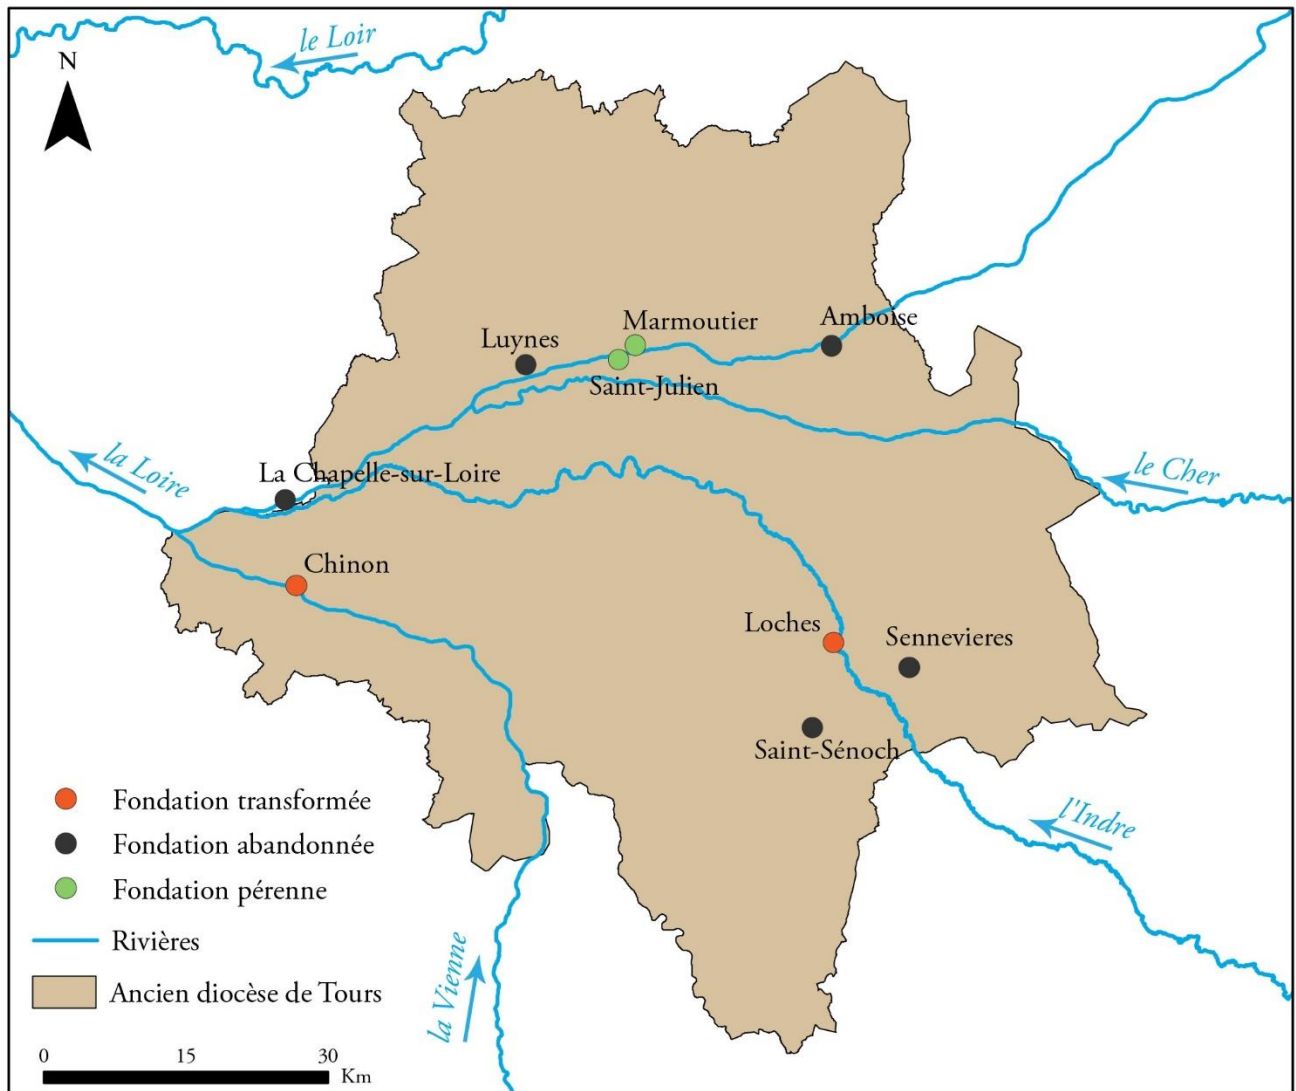 le Loir
N
Marmoutier
Amboise
Luynes
Saint-Julien
La Chapelle-sur-Loire
la Loire
le Cher
Chinon
Loches
Sennevieres
Saint-Sénoch
l'Indre
la Vienne
Fondation transformée
Fondation abandonnée
Fondation pérenne
Rivières
Ancien diocèse de Tours
0 15 30
Km